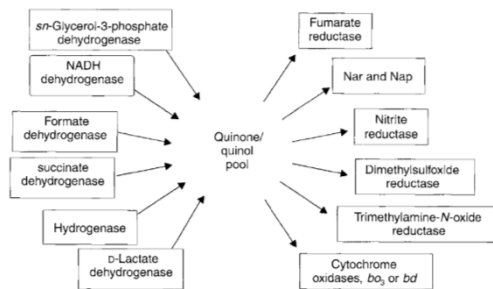 sn-Glycerol-3-phosphate
dehydrogenase
NADH
dehydrogenase
Formate
dehydrogenase
succinate
dehydrogenase
Hydrogenase
D-Lactate
dehydrogenase
Quinone/
quinol
pool
Fumarate
reductase
Nar and Nap
Nitrite
reductase
Dimethylsulfoxide
reductase
Trimethylamine-N-oxide
reductase
Cytochrome
oxidases, bo3 or bd